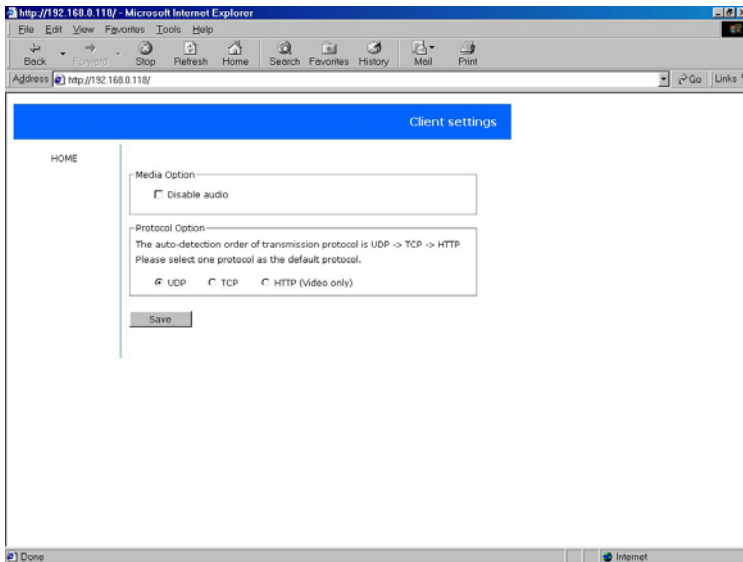 http://192.168.0.118/ - Microsoft Internet Explorer
File Edit View Favorites Tools Help
Back Forward Stop Refresh Home Search Favorites History Mail Print
Address http://192.168.0.118/ Go Links
Client settings
HOME
Media Option
Disable audio
Protocol Option
The auto-detection order of transmission protocol is UDP -> TCP -> HTTP
Please select one protocol as the default protocol.
UDP TCP HTTP (Video only)
Save
Done Internet